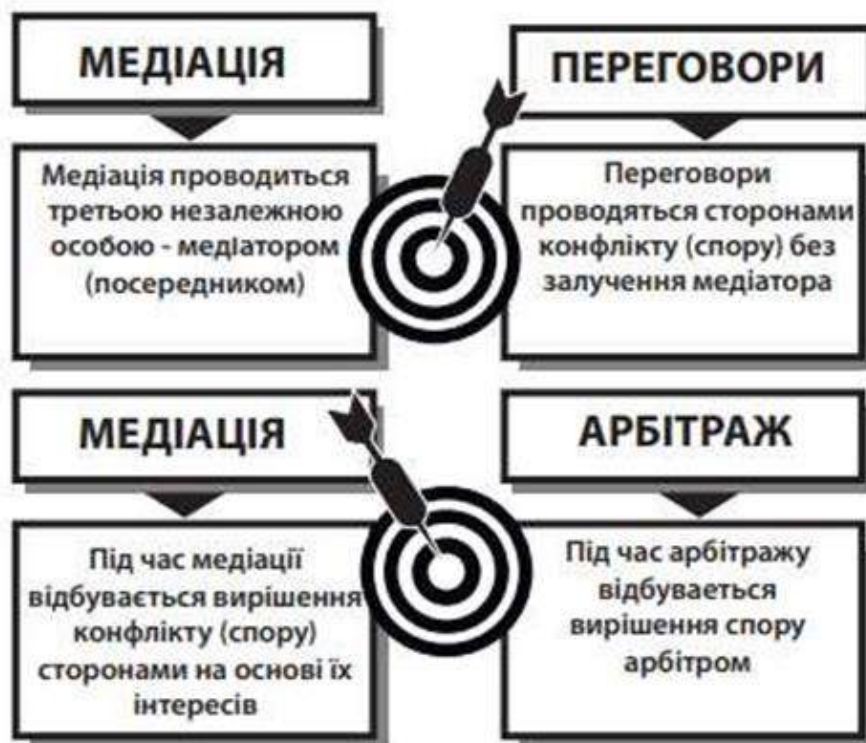 МЕДІАЦІЯ
Медіація проводиться
третьою незалежною
особою - медіатором
(посередником)
ПЕРЕГОВОРИ
Переговори
проводяться сторонами
конфлікту (спору) без
залучення медіатора
МЕДІАЦІЯ
Під час медіації
відбувається вирішення
конфлікту (спору)
сторонами на основі їх
інтересів
АРБІТРАЖ
Під час арбітражу
відбуваеться
вирішення спору
арбітром